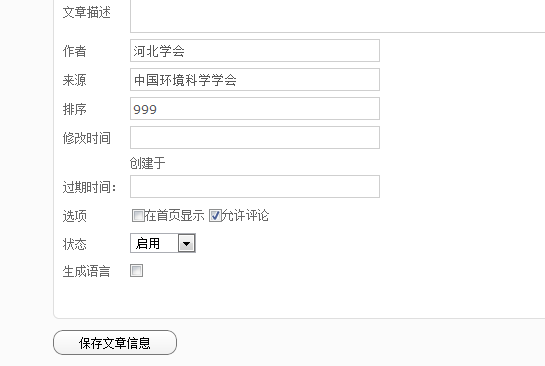 文章描述
作者 河北学会
来源 中国环境科学学会
排序 999
修改时间
创建于
过期时间：
选项 在首页显示 允许评论
状态 启用
生成语言
保存文章信息